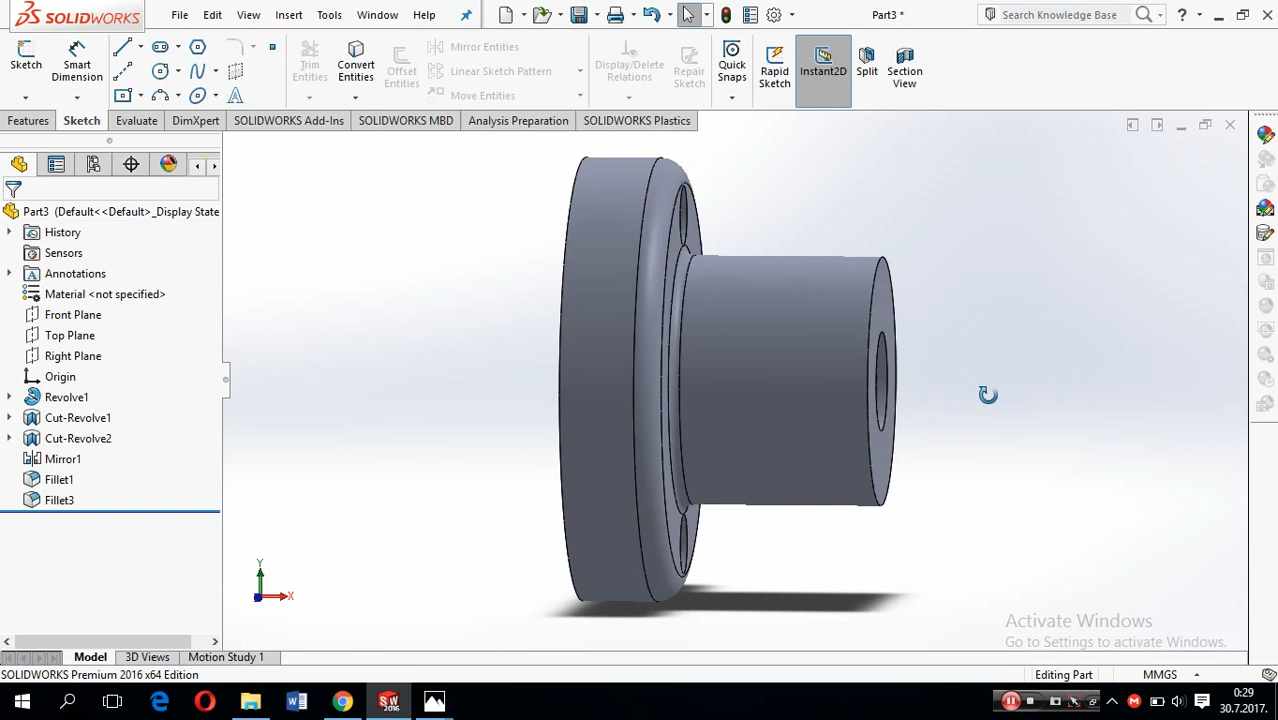 3S SOLIDWORKS
File Edit View Insert Tools Window Help
Part3 *
Search Knowledge Base
?
Sketch
Smart Dimension
Trim Entities
Convert Entities
Offset Entities
Mirror Entities
Linear Sketch Pattern
Move Entities
Display/Delete Relations
Repair Sketch
Quick Snaps
Rapid Sketch
Instant2D
Split
Section View
Features Sketch Evaluate DimXpert SOLIDWORKS Add-Ins SOLIDWORKS MBD Analysis Preparation SOLIDWORKS Plastics
Part3 (Default<<Default>_Display State
History
Sensors
Annotations
Material <not specified>
Front Plane
Top Plane
Right Plane
Origin
Revolve1
Cut-Revolve1
Cut-Revolve2
Mirror1
Fillet1
Fillet3
Y
X
Activate Windows
Go to Settings to activate Windows.
Model 3D Views Motion Study 1
SOLIDWORKS Premium 2016 x64 Edition
Editing Part
MMGS
0:29
30.7.2017.